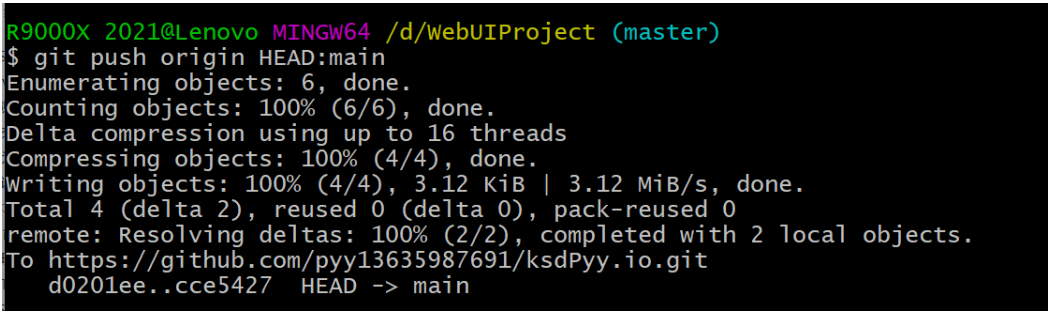 R9000X 2021@Lenovo MINGW64 /d/WebUIProject (master)
$ git push origin HEAD:main
Enumerating objects: 6, done.
Counting objects: 100% (6/6), done.
Delta compression using up to 16 threads
Compressing objects: 100% (4/4), done.
Writing objects: 100% (4/4), 3.12 KiB | 3.12 MiB/s, done.
Total 4 (delta 2), reused 0 (delta 0), pack-reused 0
remote: Resolving deltas: 100% (2/2), completed with 2 local objects.
To https://github.com/pyy13635987691/ksdPyy.io.git
   d0201ee..cce5427  HEAD -> main